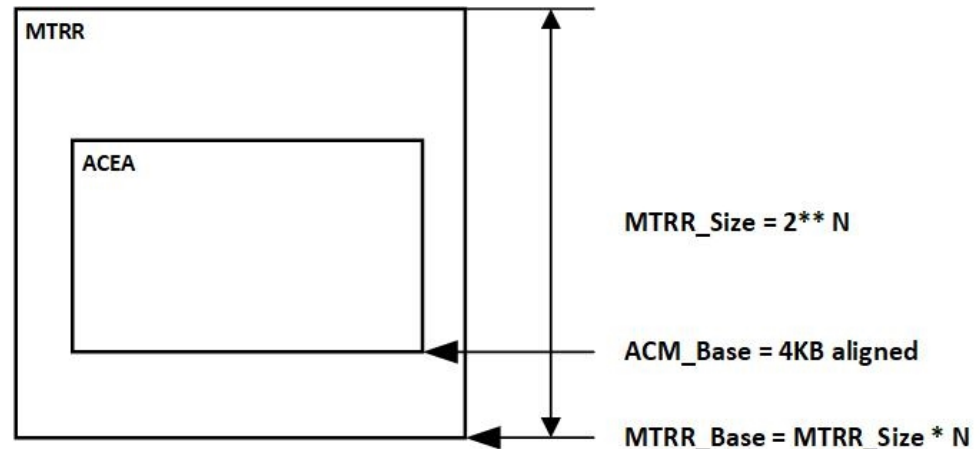 MTRR
ACEA
MTRR_Size = 2** N
ACM_Base = 4KB aligned
MTRR_Base = MTRR_Size * N